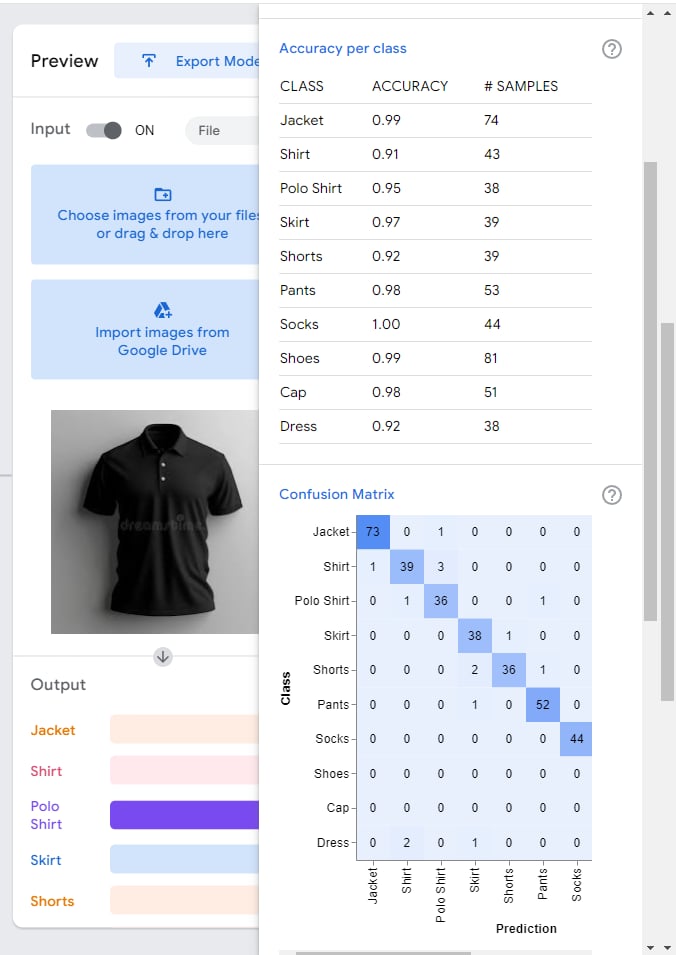 Preview
Export Mode
Input
ON
File
Choose images from your files,
or drag & drop here
Import images from
Google Drive
dreamstime
Output
Jacket
Shirt
Polo
Shirt
Skirt
Shorts
Accuracy per class
CLASS ACCURACY # SAMPLES
Jacket 0.99 74
Shirt 0.91 43
Polo Shirt 0.95 38
Skirt 0.97 39
Shorts 0.92 39
Pants 0.98 53
Socks 1.00 44
Shoes 0.99 81
Cap 0.98 51
Dress 0.92 38
Confusion Matrix
Class
Jacket 73 0 1 0 0 0 0
Shirt 1 39 3 0 0 0 0
Polo Shirt 0 1 36 0 0 1 0
Skirt 0 0 0 38 1 0 0
Shorts 0 0 0 2 36 1 0
Pants 0 0 0 1 0 52 0
Socks 0 0 0 0 0 0 44
Shoes 0 0 0 0 0 0 0
Cap 0 0 0 0 0 0 0
Dress 0 2 0 1 0 0 0
Jacket Shirt Polo Shirt Skirt Shorts Pants Socks
Prediction